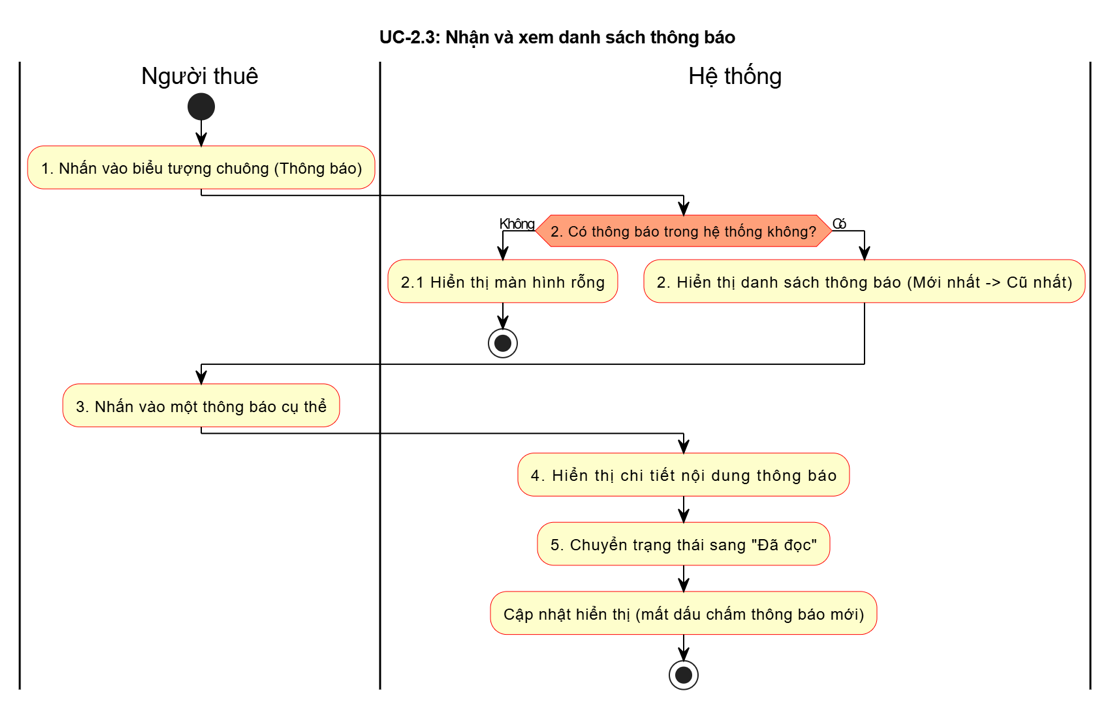 UC-2.3: Nhận và xem danh sách thông báo
Người thuê
Hệ thống
1. Nhấn vào biểu tượng chuông (Thông báo)
Không
2. Có thông báo trong hệ thống không?
Có
2.1 Hiển thị màn hình rỗng
2. Hiển thị danh sách thông báo (Mới nhất -> Cũ nhất)
3. Nhấn vào một thông báo cụ thể
4. Hiển thị chi tiết nội dung thông báo
5. Chuyển trạng thái sang "Đã đọc"
Cập nhật hiển thị (mất dấu chấm thông báo mới)